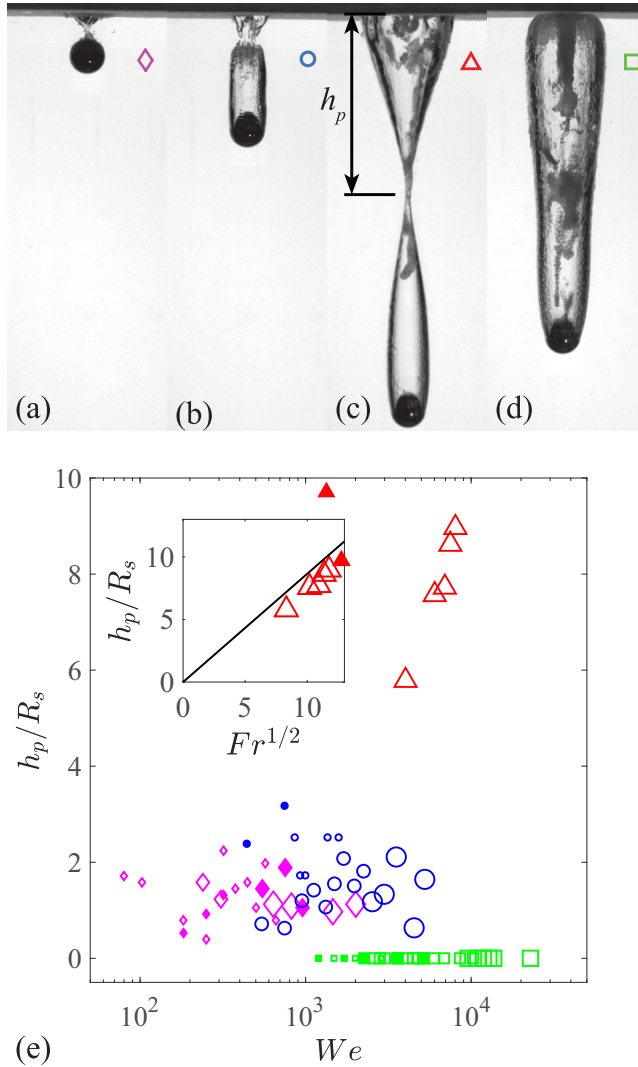 h_p
(a)
(b)
(c)
(d)
10
8
6
4
2
0
h_p/R_s
10
5
0
h_p/R_s
0
10
Fr^{1/2}
10^2
10^3
10^4
We
(e)